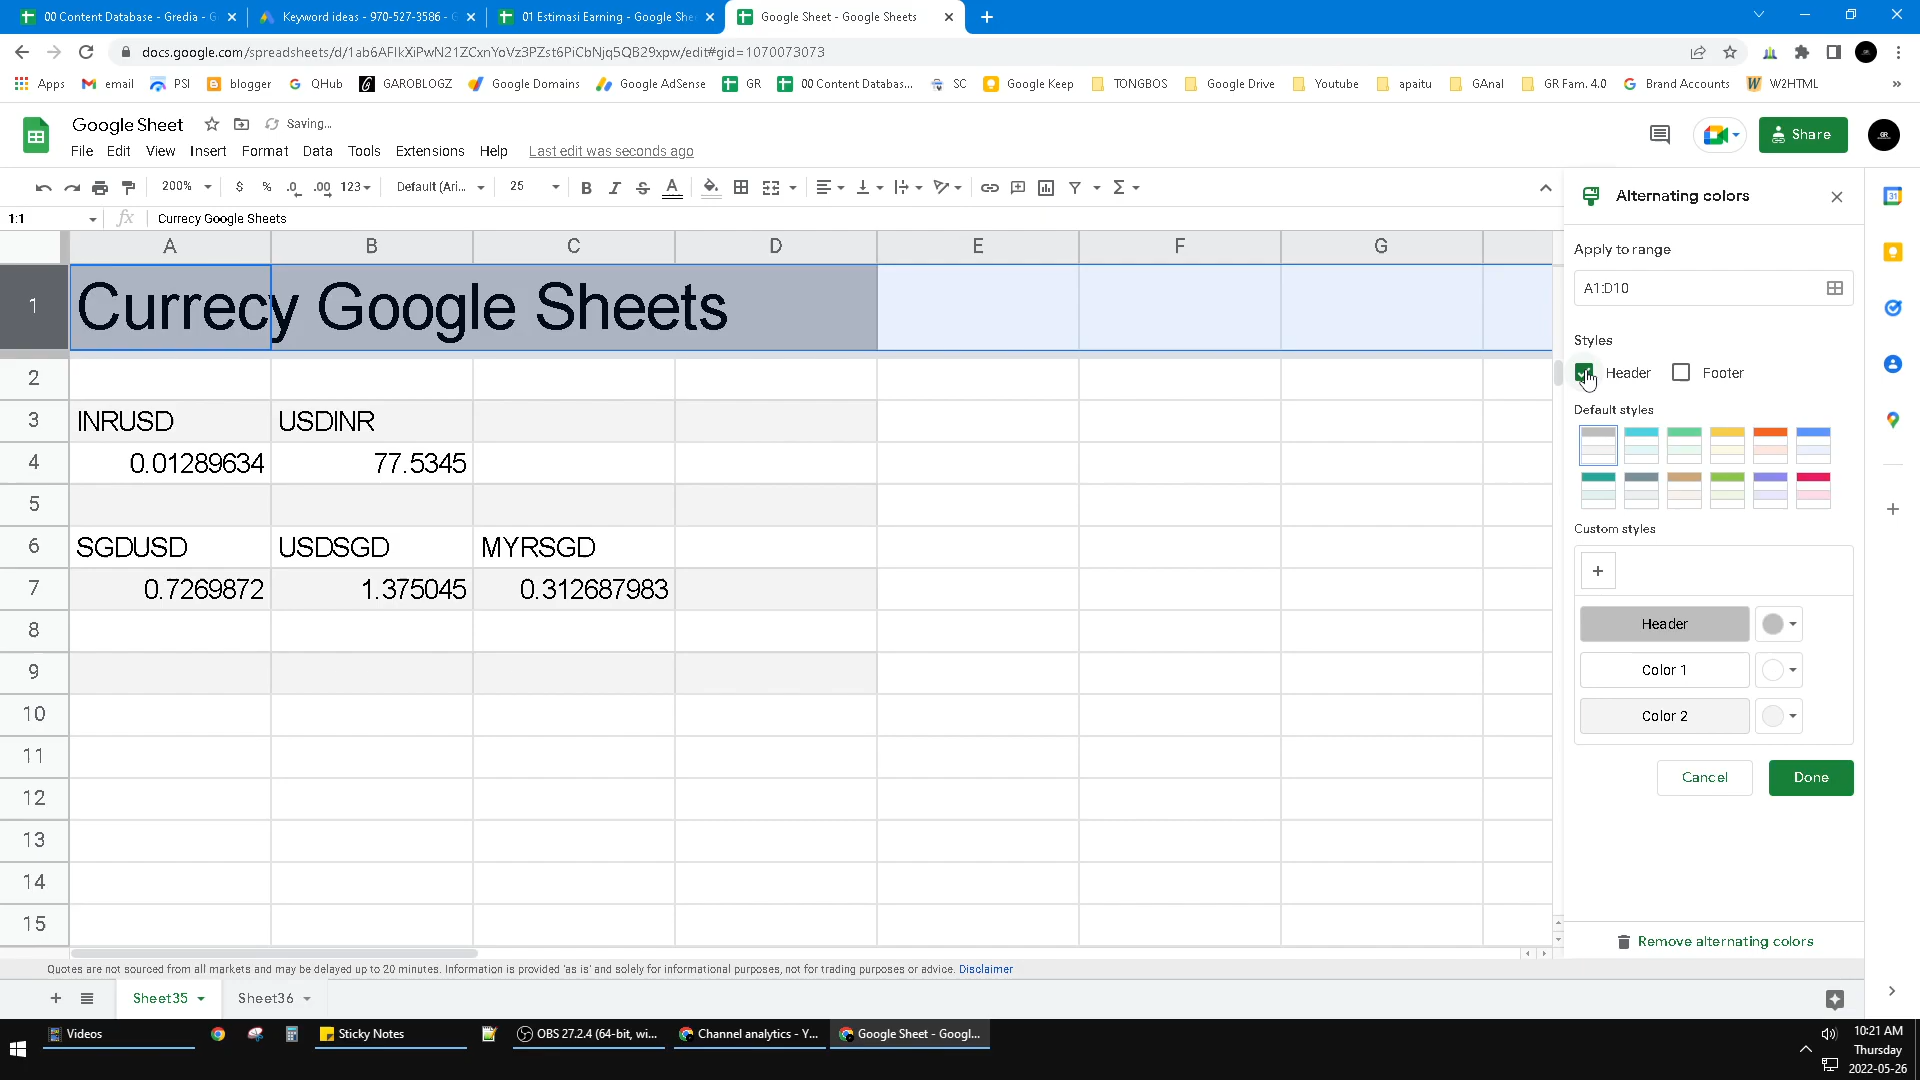 00 Content Database - Gredia - G
Keyword ideas - 970-527-3586 - G
01 Estimasi Earning - Google She
Google Sheet - Google Sheets
docs.google.com/spreadsheets/d/1ab6AFIkXiPwN21ZCxnYoVz3PZst6PiCbNjq5QB29xpw/edit#gid=1070073073
Apps
email
PSI
blogger
QHub
GAROBLOGZ
Google Domains
Google AdSense
GR
00 Content Databas...
SC
Google Keep
TONGBOS
Google Drive
Youtube
apaitu
GAnal
GR Fam. 4.0
Brand Accounts
W2HTML
»
Google Sheet
Saving...
Share
File Edit View Insert Format Data Tools Extensions Help Last edit was seconds ago
200% $ % .0 .00 123 Default (Ari... 25 B I S A Σ
1:1 fx Currecy Google Sheets
A B C D E F G
1 Currecy Google Sheets
2
3 INRUSD USDINR
4 0.01289634 77.5345
5
6 SGDUSD USDSGD MYRSGD
7 0.7269872 1.375045 0.312687983
8
9
10
11
12
13
14
15
Alternating colors
Apply to range
A1:D10
Styles
Header Footer
Default styles
Custom styles
+
Header
Color 1
Color 2
Cancel Done
Remove alternating colors
31
Quotes are not sourced from all markets and may be delayed up to 20 minutes. Information is provided 'as is' and solely for informational purposes, not for trading purposes or advice. Disclaimer
Sheet35 Sheet36
Videos
Sticky Notes
OBS 27.2.4 (64-bit, wi...
Channel analytics - Y...
Google Sheet - Googl...
10:21 AM
Thursday
2022-05-26